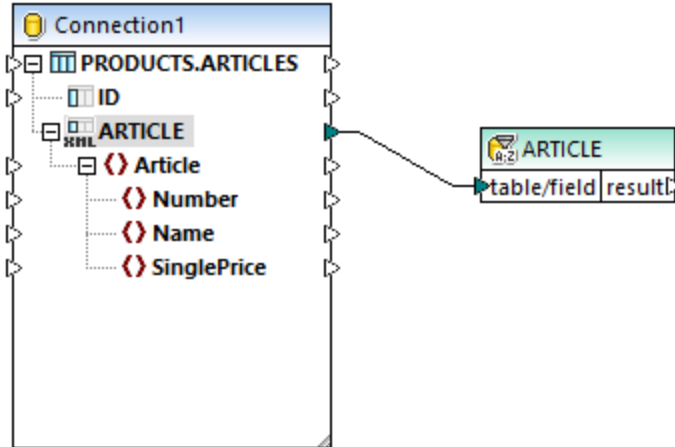 Connection1
PRODUCTS.ARTICLES
ID
XML ARTICLE
Article
Number
Name
SinglePrice
A:Z ARTICLE
table/field result